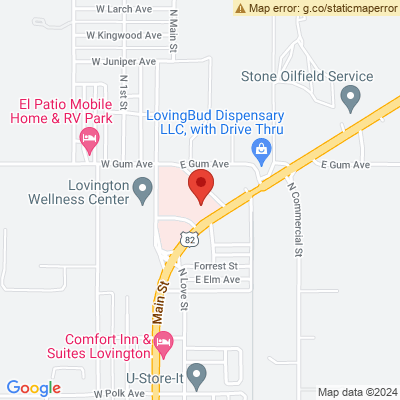 Map error: g.co/staticmaperror
W Larch Ave
W Kingwood Ave
N Main St
W Juniper Ave
N 1st St
Stone Oilfield Service
El Patio Mobile
Home & RV Park
LovingBud Dispensary
LLC, with Drive Thru
W Gum Ave
E Gum Ave
E Gum Ave
Lovington
Wellness Center
N Commercial St
82
Forrest St
E Elm Ave
N Love St
Main St
Comfort Inn &
Suites Lovington
U-Store-It
Google
W Polk Ave
Map data ©2024